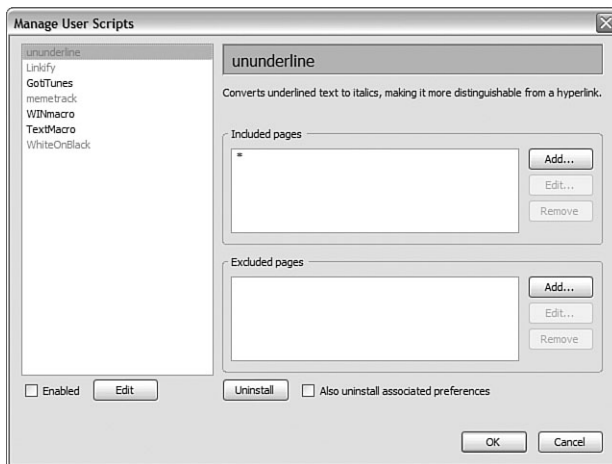 Manage User Scripts
ununderline
Linkify
GotiTunes
memetrack
WINmacro
TextMacro
WhiteOnBlack
Enabled
Edit
ununderline
Converts underlined text to italics, making it more distinguishable from a hyperlink.
Included pages
*
Add...
Edit...
Remove
Excluded pages
Add...
Edit...
Remove
Uninstall
Also uninstall associated preferences
OK
Cancel